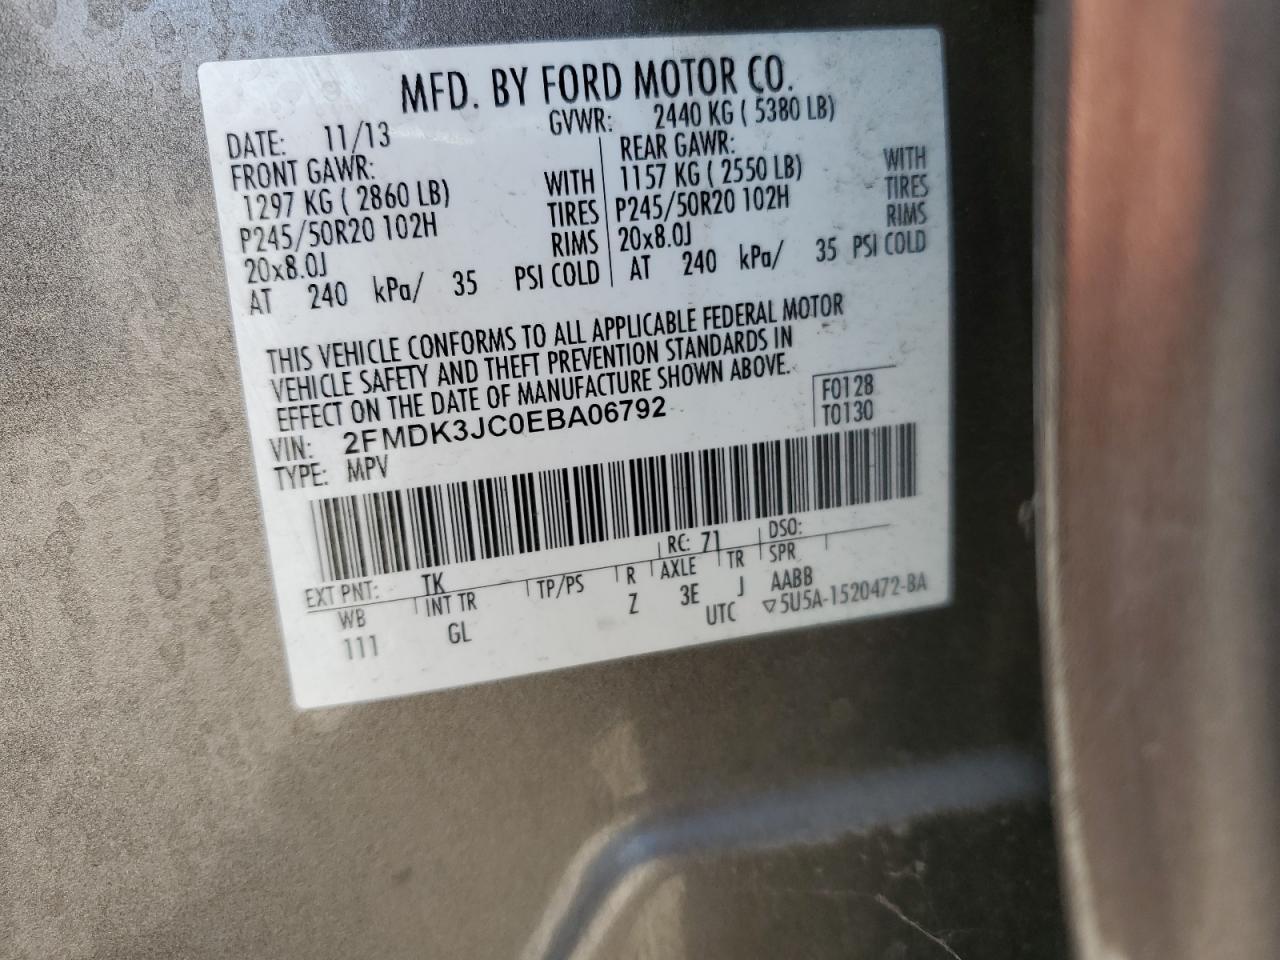 MFD. BY FORD MOTOR CO.
DATE: 11/13 GVWR: 2440 KG ( 5380 LB)
FRONT GAWR: REAR GAWR:
1297 KG ( 2860 LB) WITH 1157 KG ( 2550 LB) WITH
P245/50R20 102H TIRES P245/50R20 102H TIRES
20x8.0J RIMS 20x8.0J RIMS
AT 240 kPa/ 35 PSI COLD AT 240 kPa/ 35 PSI COLD
THIS VEHICLE CONFORMS TO ALL APPLICABLE FEDERAL MOTOR
VEHICLE SAFETY AND THEFT PREVENTION STANDARDS IN
EFFECT ON THE DATE OF MANUFACTURE SHOWN ABOVE.
VIN: 2FMDK3JC0EBA06792 F0128
TYPE: MPV T0130
EXT PNT: TK RC: 71 DSO:
WB INT TR TP/PS R AXLE TR SPR
111 GL Z 3E J AABB
UTC ▽5U5A-1520472-BA